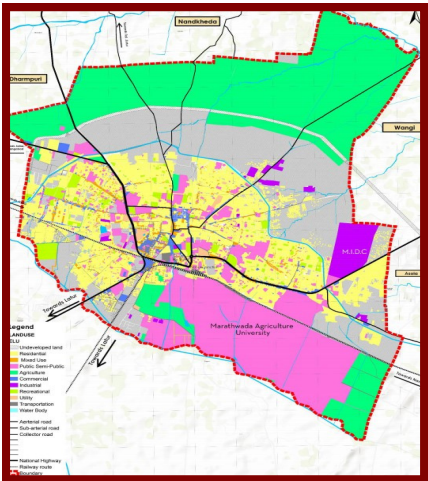 Nandkheda
Dharmpuri
Wangi
M.I.D.C
Asola
Marathwada Agriculture
University
Towards Latur
Towards Latur
Legend
LANDUSE
ELU
Undeveloped land
Residential
Mixed Use
Public Semi-Public
Agriculture
Commercial
Industrial
Recreational
Utility
Transportation
Water Body
Aerterial road
Sub-arterial road
Collector road
National Highway
Railway route
Boundary